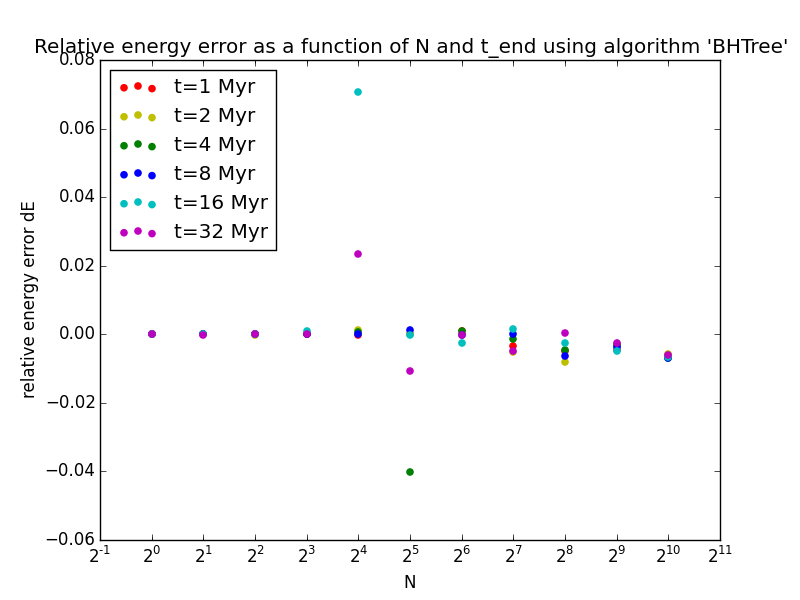 Relative energy error as a function of N and t_end using algorithm 'BHTree'
0.08
0.06
0.04
0.02
0.00
−0.02
−0.04
−0.06
relative energy error dE
t=1 Myr
t=2 Myr
t=4 Myr
t=8 Myr
t=16 Myr
t=32 Myr
2^-1 2^0 2^1 2^2 2^3 2^4 2^5 2^6 2^7 2^8 2^9 2^10 2^11
N